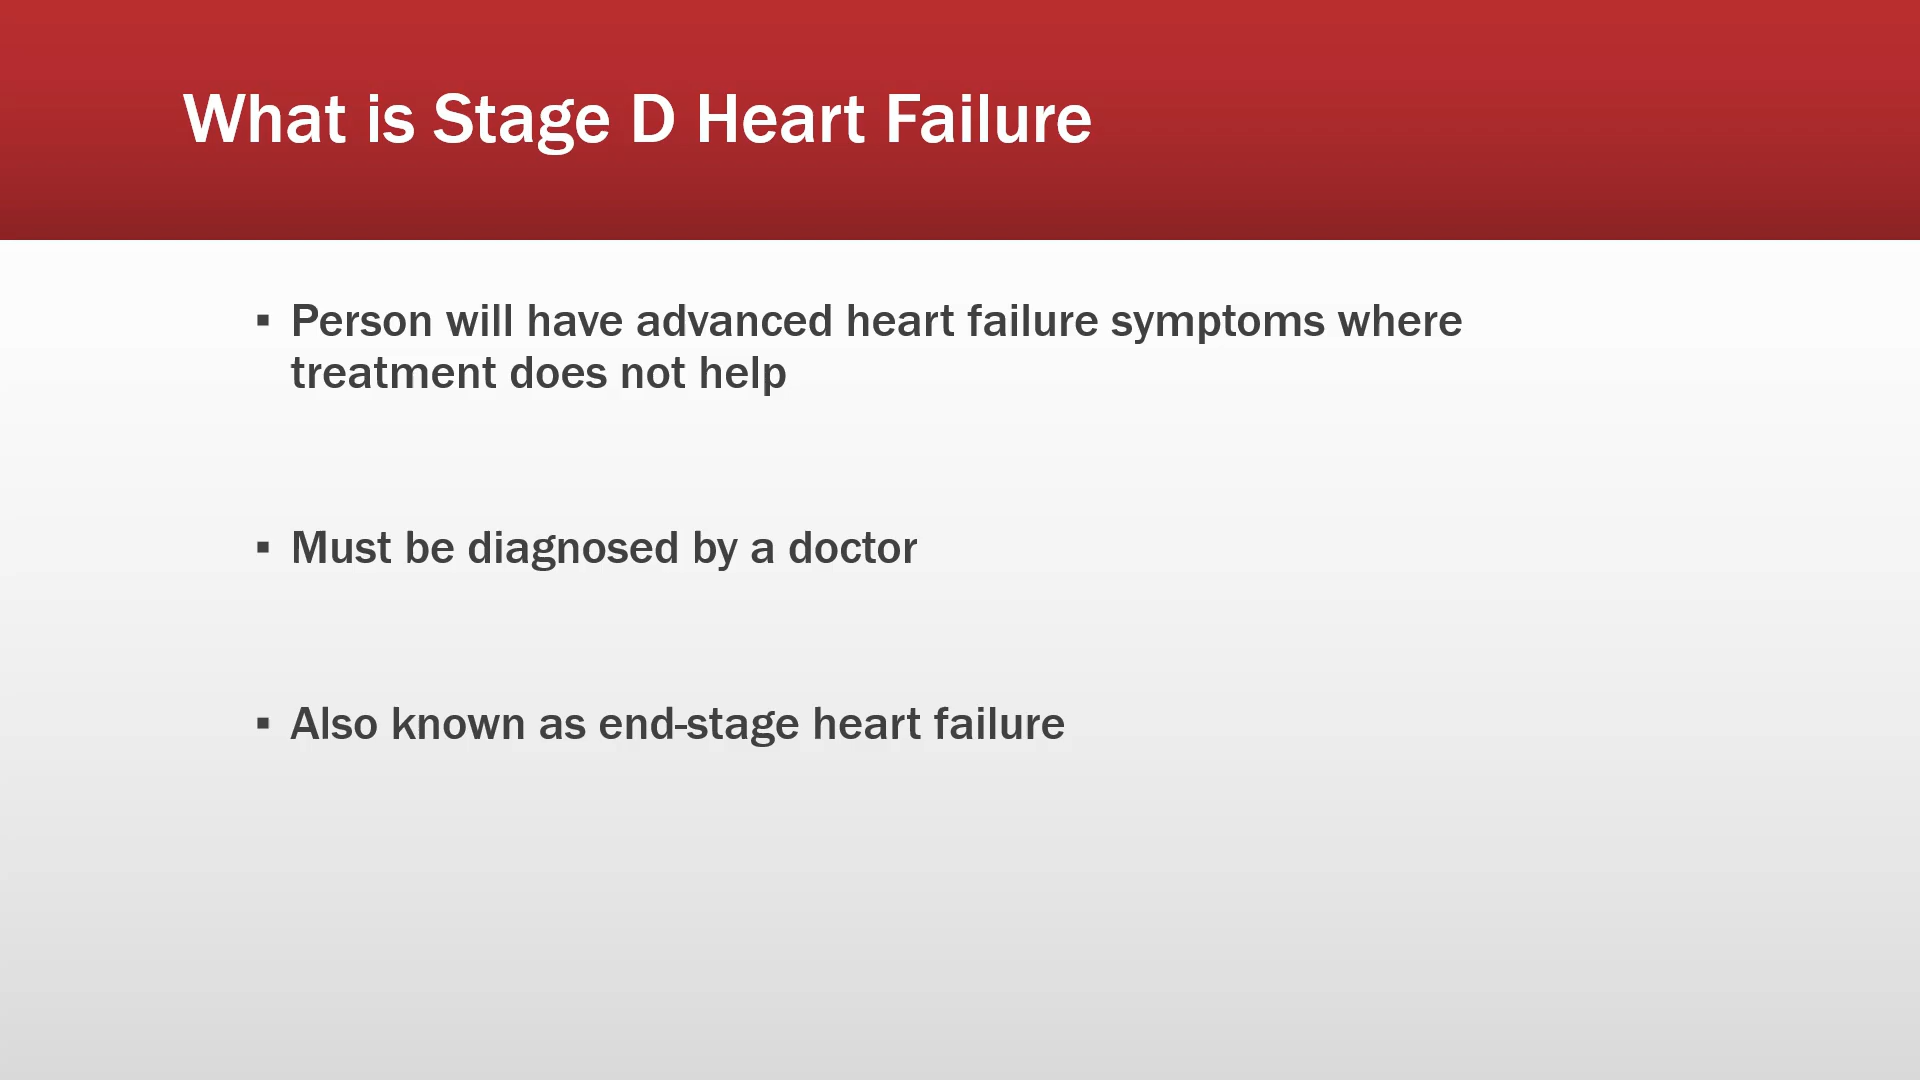 What is Stage D Heart Failure
▪ Person will have advanced heart failure symptoms where
treatment does not help
▪ Must be diagnosed by a doctor
▪ Also known as end-stage heart failure